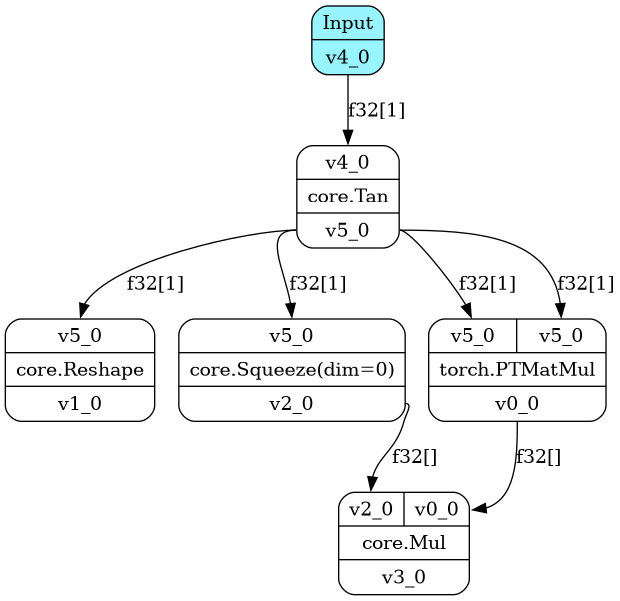 Input
v4_0
f32[1]
v4_0
core.Tan
v5_0
f32[1] f32[1] f32[1] f32[1]
v5_0 v5_0 v5_0 v5_0
core.Reshape core.Squeeze(dim=0) torch.PTMatMul
v1_0 v2_0 v0_0
f32[] f32[]
v2_0 v0_0
core.Mul
v3_0